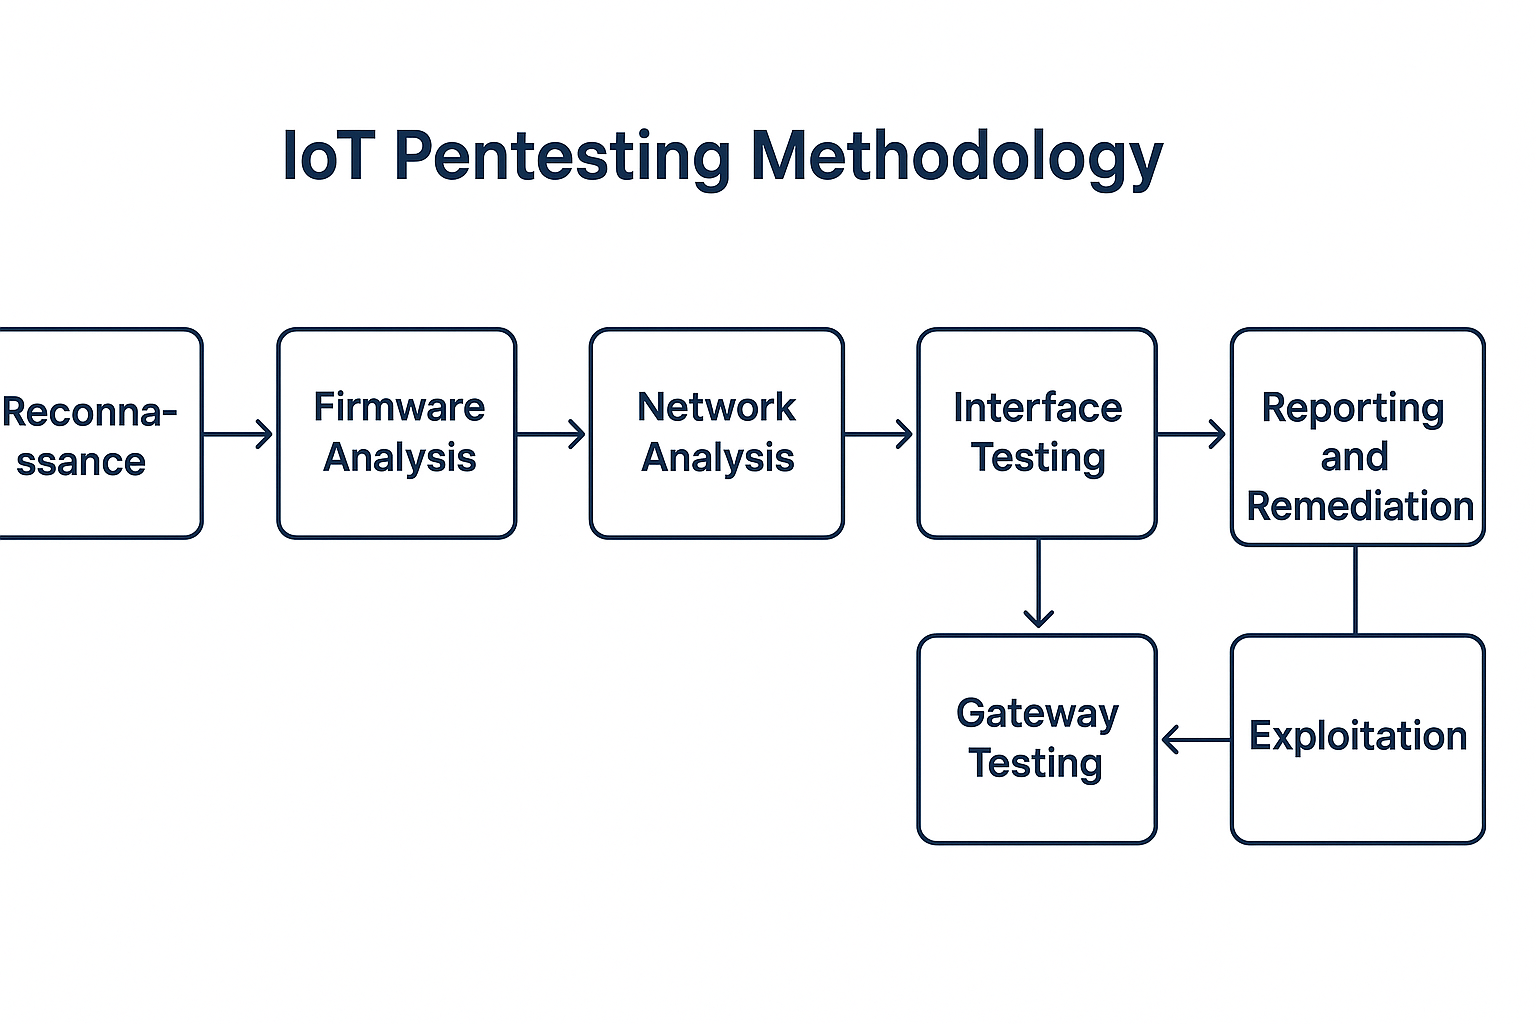 IoT Pentesting Methodology
Reconna-
ssance
Firmware
Analysis
Network
Analysis
Interface
Testing
Reporting
and
Remediation
Gateway
Testing
Exploitation